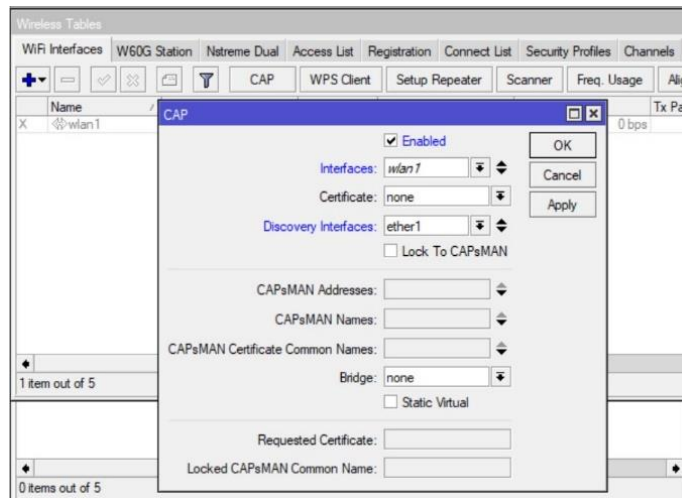 Wireless Tables
WiFi Interfaces W60G Station Nstreme Dual Access List Registration Connect List Security Profiles Channels
CAP WPS Client Setup Repeater Scanner Freq. Usage
Name Tx
X wlan1 0 bps
CAP
Enabled
OK
Interfaces: wlan1
Cancel
Certificate: none
Apply
Discovery Interfaces: ether1
Lock To CAPsMAN
CAPsMAN Addresses:
CAPsMAN Names:
CAPsMAN Certificate Common Names:
Bridge: none
Static Virtual
Requested Certificate:
Locked CAPsMAN Common Name:
1 item out of 5
0 items out of 5